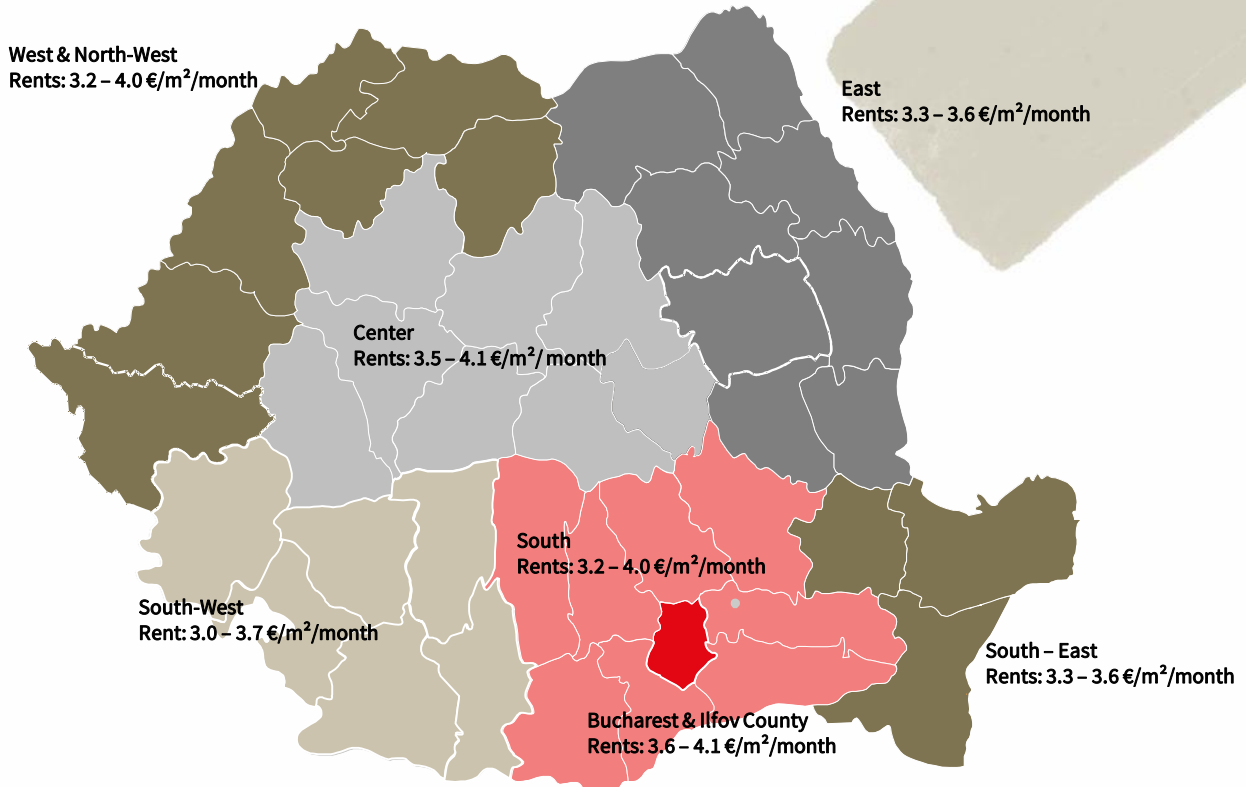 West & North-West
Rents: 3.2 – 4.0 €/m²/month
East
Rents: 3.3 – 3.6 €/m²/month
Center
Rents: 3.5 – 4.1 €/m²/ month
South
Rents: 3.2 – 4.0 €/m²/month
South-West
Rent: 3.0 – 3.7 €/m²/month
South – East
Rents: 3.3 – 3.6 €/m²/month
Bucharest & Ilfov County
Rents: 3.6 – 4.1 €/m²/month